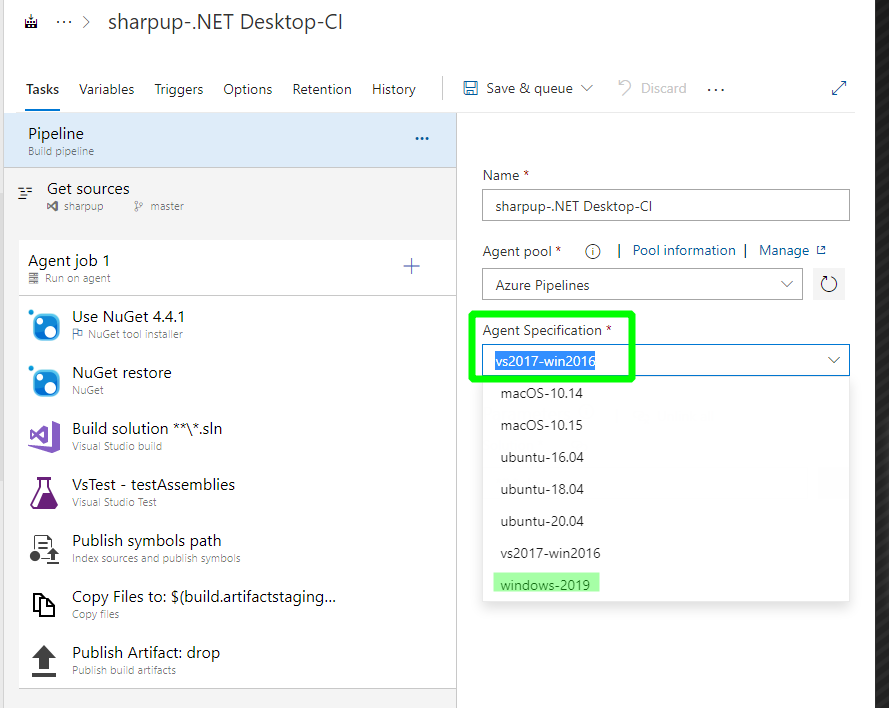 ··· > sharpup-.NET Desktop-CI
Tasks Variables Triggers Options Retention History Save & queue Discard ...
Pipeline ...
Build pipeline
Get sources
sharpup master
Agent job 1
Run on agent
Use NuGet 4.4.1
NuGet tool installer
NuGet restore
NuGet
Build solution **\*.sln
Visual Studio build
VsTest - testAssemblies
Visual Studio Test
Publish symbols path
Index sources and publish symbols
Copy Files to: $(build.artifactstaging...
Copy files
Publish Artifact: drop
Publish build artifacts
Name *
sharpup-.NET Desktop-CI
Agent pool * | Pool information | Manage
Azure Pipelines
Agent Specification *
vs2017-win2016
macOS-10.14
macOS-10.15
ubuntu-16.04
ubuntu-18.04
ubuntu-20.04
vs2017-win2016
windows-2019